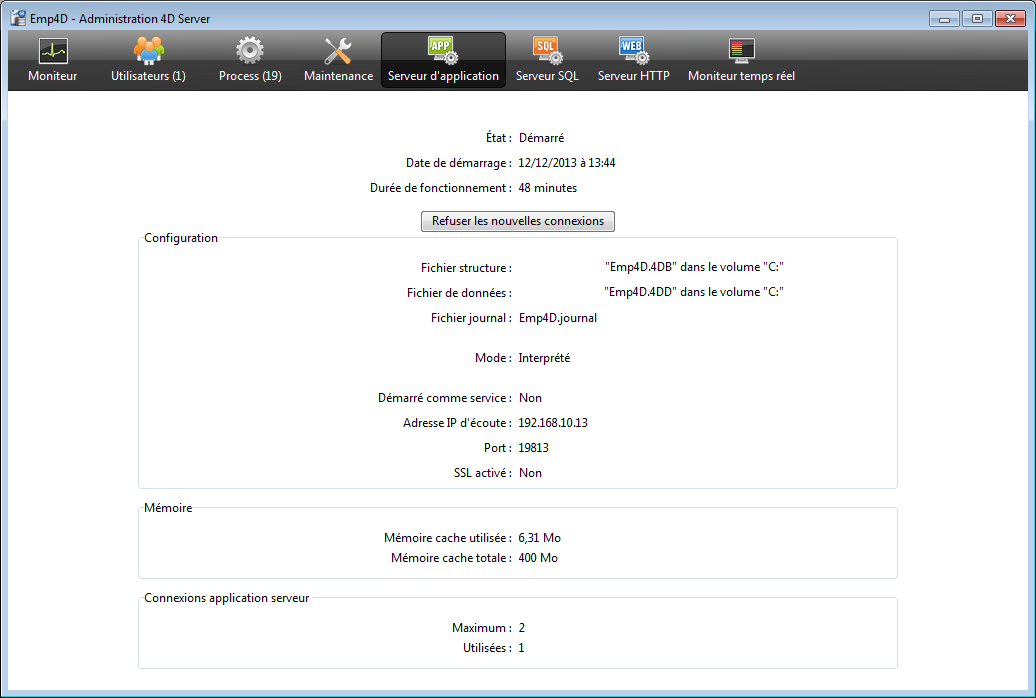 Emp4D - Administration 4D Server
Moniteur Utilisateurs (1) Process (19) Maintenance APP Serveur d'application SQL Serveur SQL WEB Serveur HTTP Moniteur temps réel
État : Démarré
Date de démarrage : 12/12/2013 à 13:44
Durée de fonctionnement : 48 minutes
Refuser les nouvelles connexions
Configuration
Fichier structure : "Emp4D.4DB" dans le volume "C:"
Fichier de données : "Emp4D.4DD" dans le volume "C:"
Fichier journal : Emp4D.journal
Mode : Interprété
Démarré comme service : Non
Adresse IP d'écoute : 192.168.10.13
Port : 19813
SSL activé : Non
Mémoire
Mémoire cache utilisée : 6,31 Mo
Mémoire cache totale : 400 Mo
Connexions application serveur
Maximum : 2
Utilisées : 1